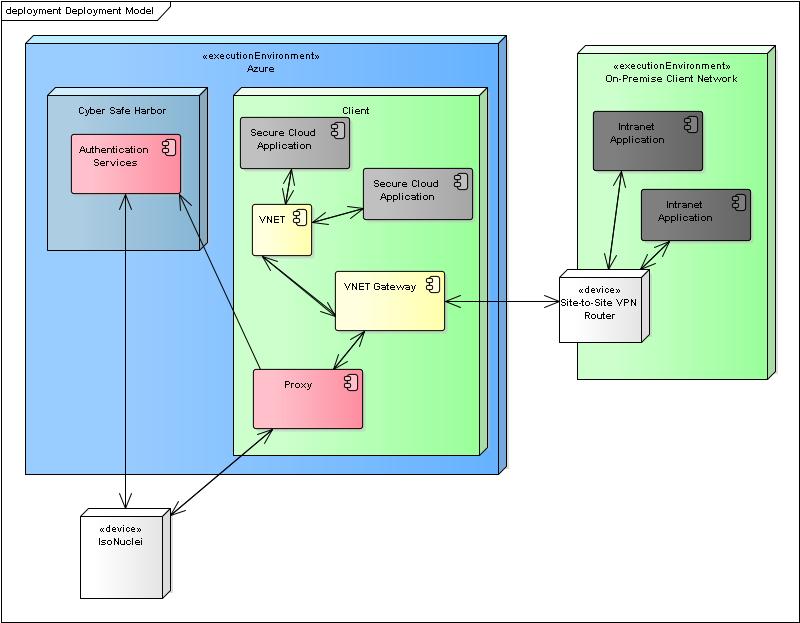 deployment Deployment Model
«executionEnvironment»
Azure
Cyber Safe Harbor
Authentication
Services
Client
Secure Cloud
Application
Secure Cloud
Application
VNET
VNET Gateway
Proxy
«executionEnvironment»
On-Premise Client Network
Intranet
Application
Intranet
Application
«device»
Site-to-Site VPN
Router
«device»
IsoNuclei